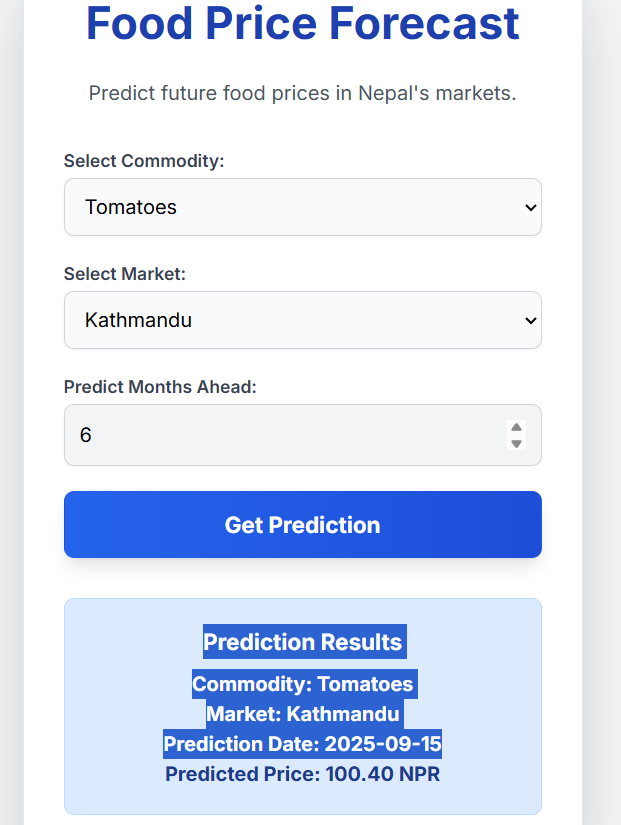 Food Price Forecast
Predict future food prices in Nepal's markets.
Select Commodity:
Tomatoes
Select Market:
Kathmandu
Predict Months Ahead:
6
Get Prediction
Prediction Results
Commodity: Tomatoes
Market: Kathmandu
Prediction Date: 2025-09-15
Predicted Price: 100.40 NPR